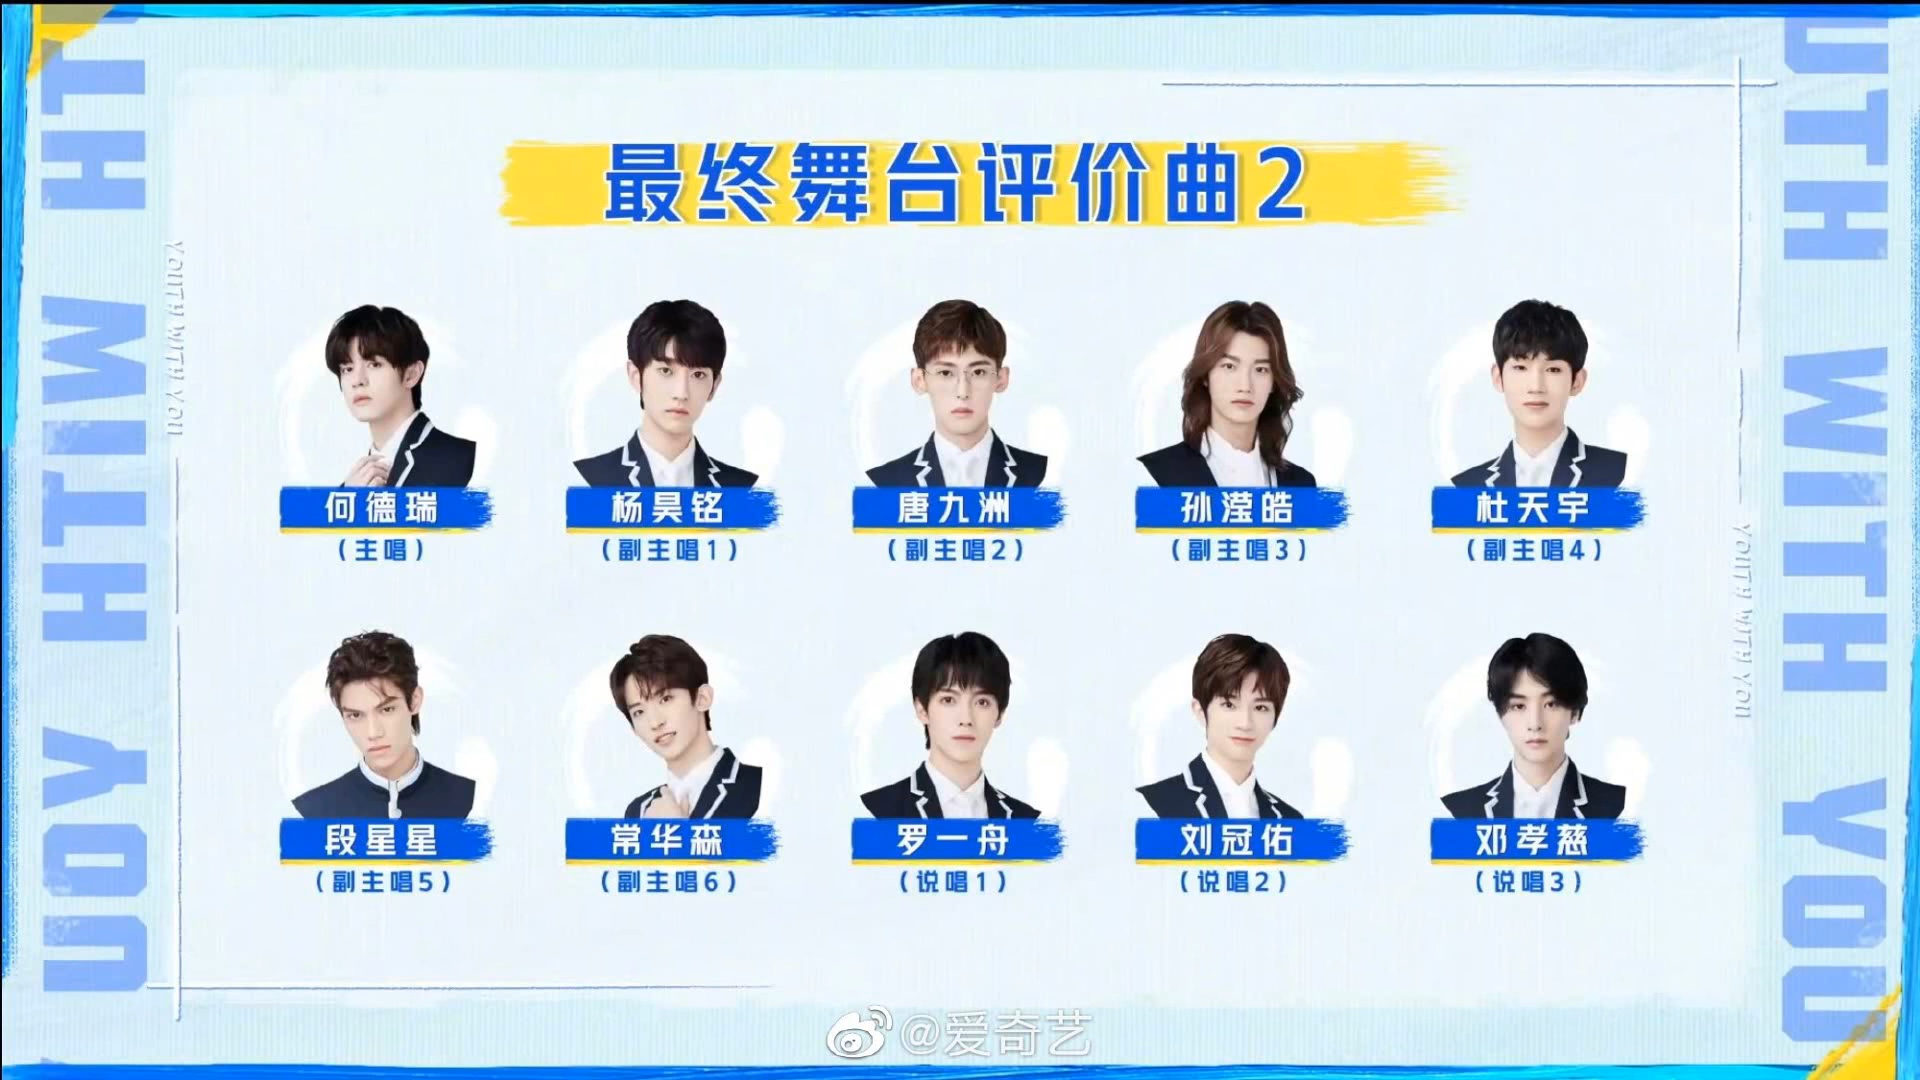 YOUTH WITH YOU
YOUTH WITH YOU
最终舞台评价曲2
何德瑞
(主唱)
杨昊铭
(副主唱1)
唐九洲
(副主唱2)
孙滢皓
(副主唱3)
杜天宇
(副主唱4)
段星星
(副主唱5)
常华森
(副主唱6)
罗一舟
(说唱1)
刘冠佑
(说唱2)
邓孝慈
(说唱3)
UTH WITH YOU
YOUTH WITH YOU
@爱奇艺